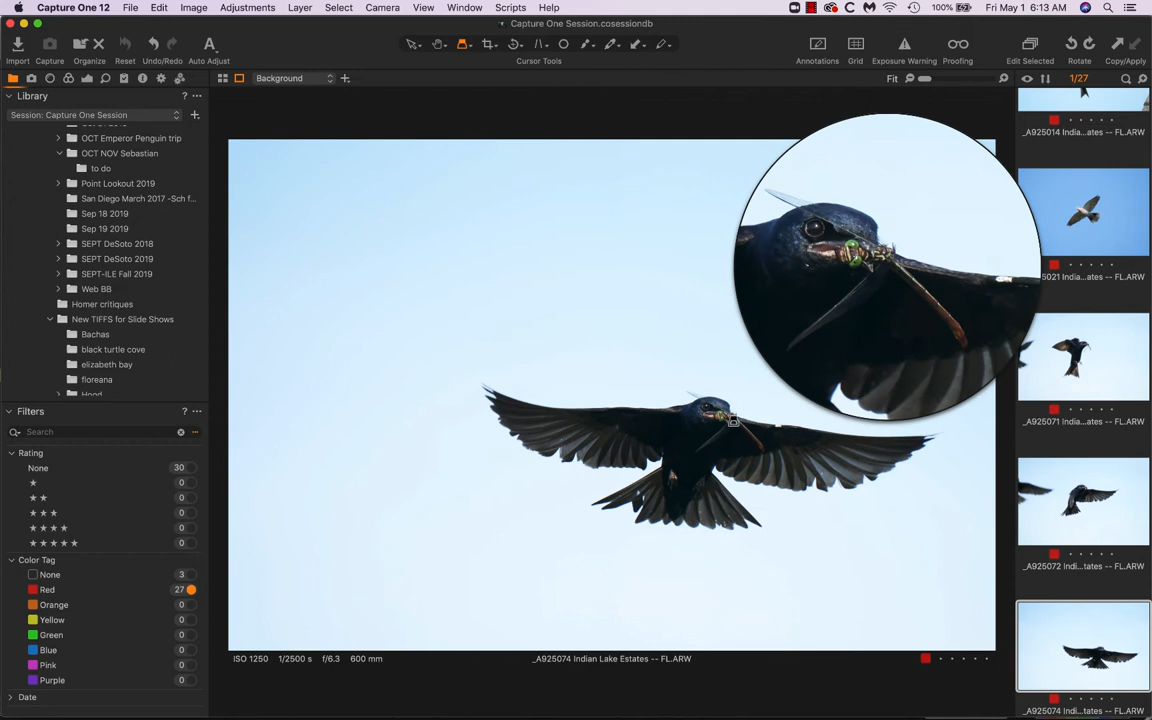 Capture One 12 File Edit Image Adjustments Layer Select Camera View Window Scripts Help 100% Fri May 1 6:13 AM
Capture One Session.cosessiondb
Import Capture Organize Reset Undo/Redo Auto Adjust Cursor Tools Annotations Grid Exposure Warning Proofing Edit Selected Rotate Copy/Apply
Background Fit 1/27
Library ? ...
Session: Capture One Session
OCT Emperor Penguin trip
OCT NOV Sebastian
to do
Point Lookout 2019
San Diego March 2017 -Sch f...
Sep 18 2019
Sep 19 2019
SEPT DeSoto 2018
SEPT DeSoto 2019
SEPT-ILE Fall 2019
Web BB
Homer critiques
New TIFFS for Slide Shows
Bachas
black turtle cove
elizabeth bay
floreana
Hood
Filters ? ...
Search
Rating
None 30
★ 0
★★ 0
★★★ 0
★★★★ 0
★★★★★ 0
Color Tag
None 3
Red 27
Orange 0
Yellow 0
Green 0
Blue 0
Pink 0
Purple 0
Date
ISO 1250 1/2500 s f/6.3 600 mm _A925074 Indian Lake Estates -- FL.ARW
_A925014 India...ates -- FL.ARW
5021 India...ates -- FL.ARW
_A925071 Indi...tates -- FL.ARW
_A925072 Indi...tates -- FL.ARW
_A925074 Indi...tates -- FL.ARW